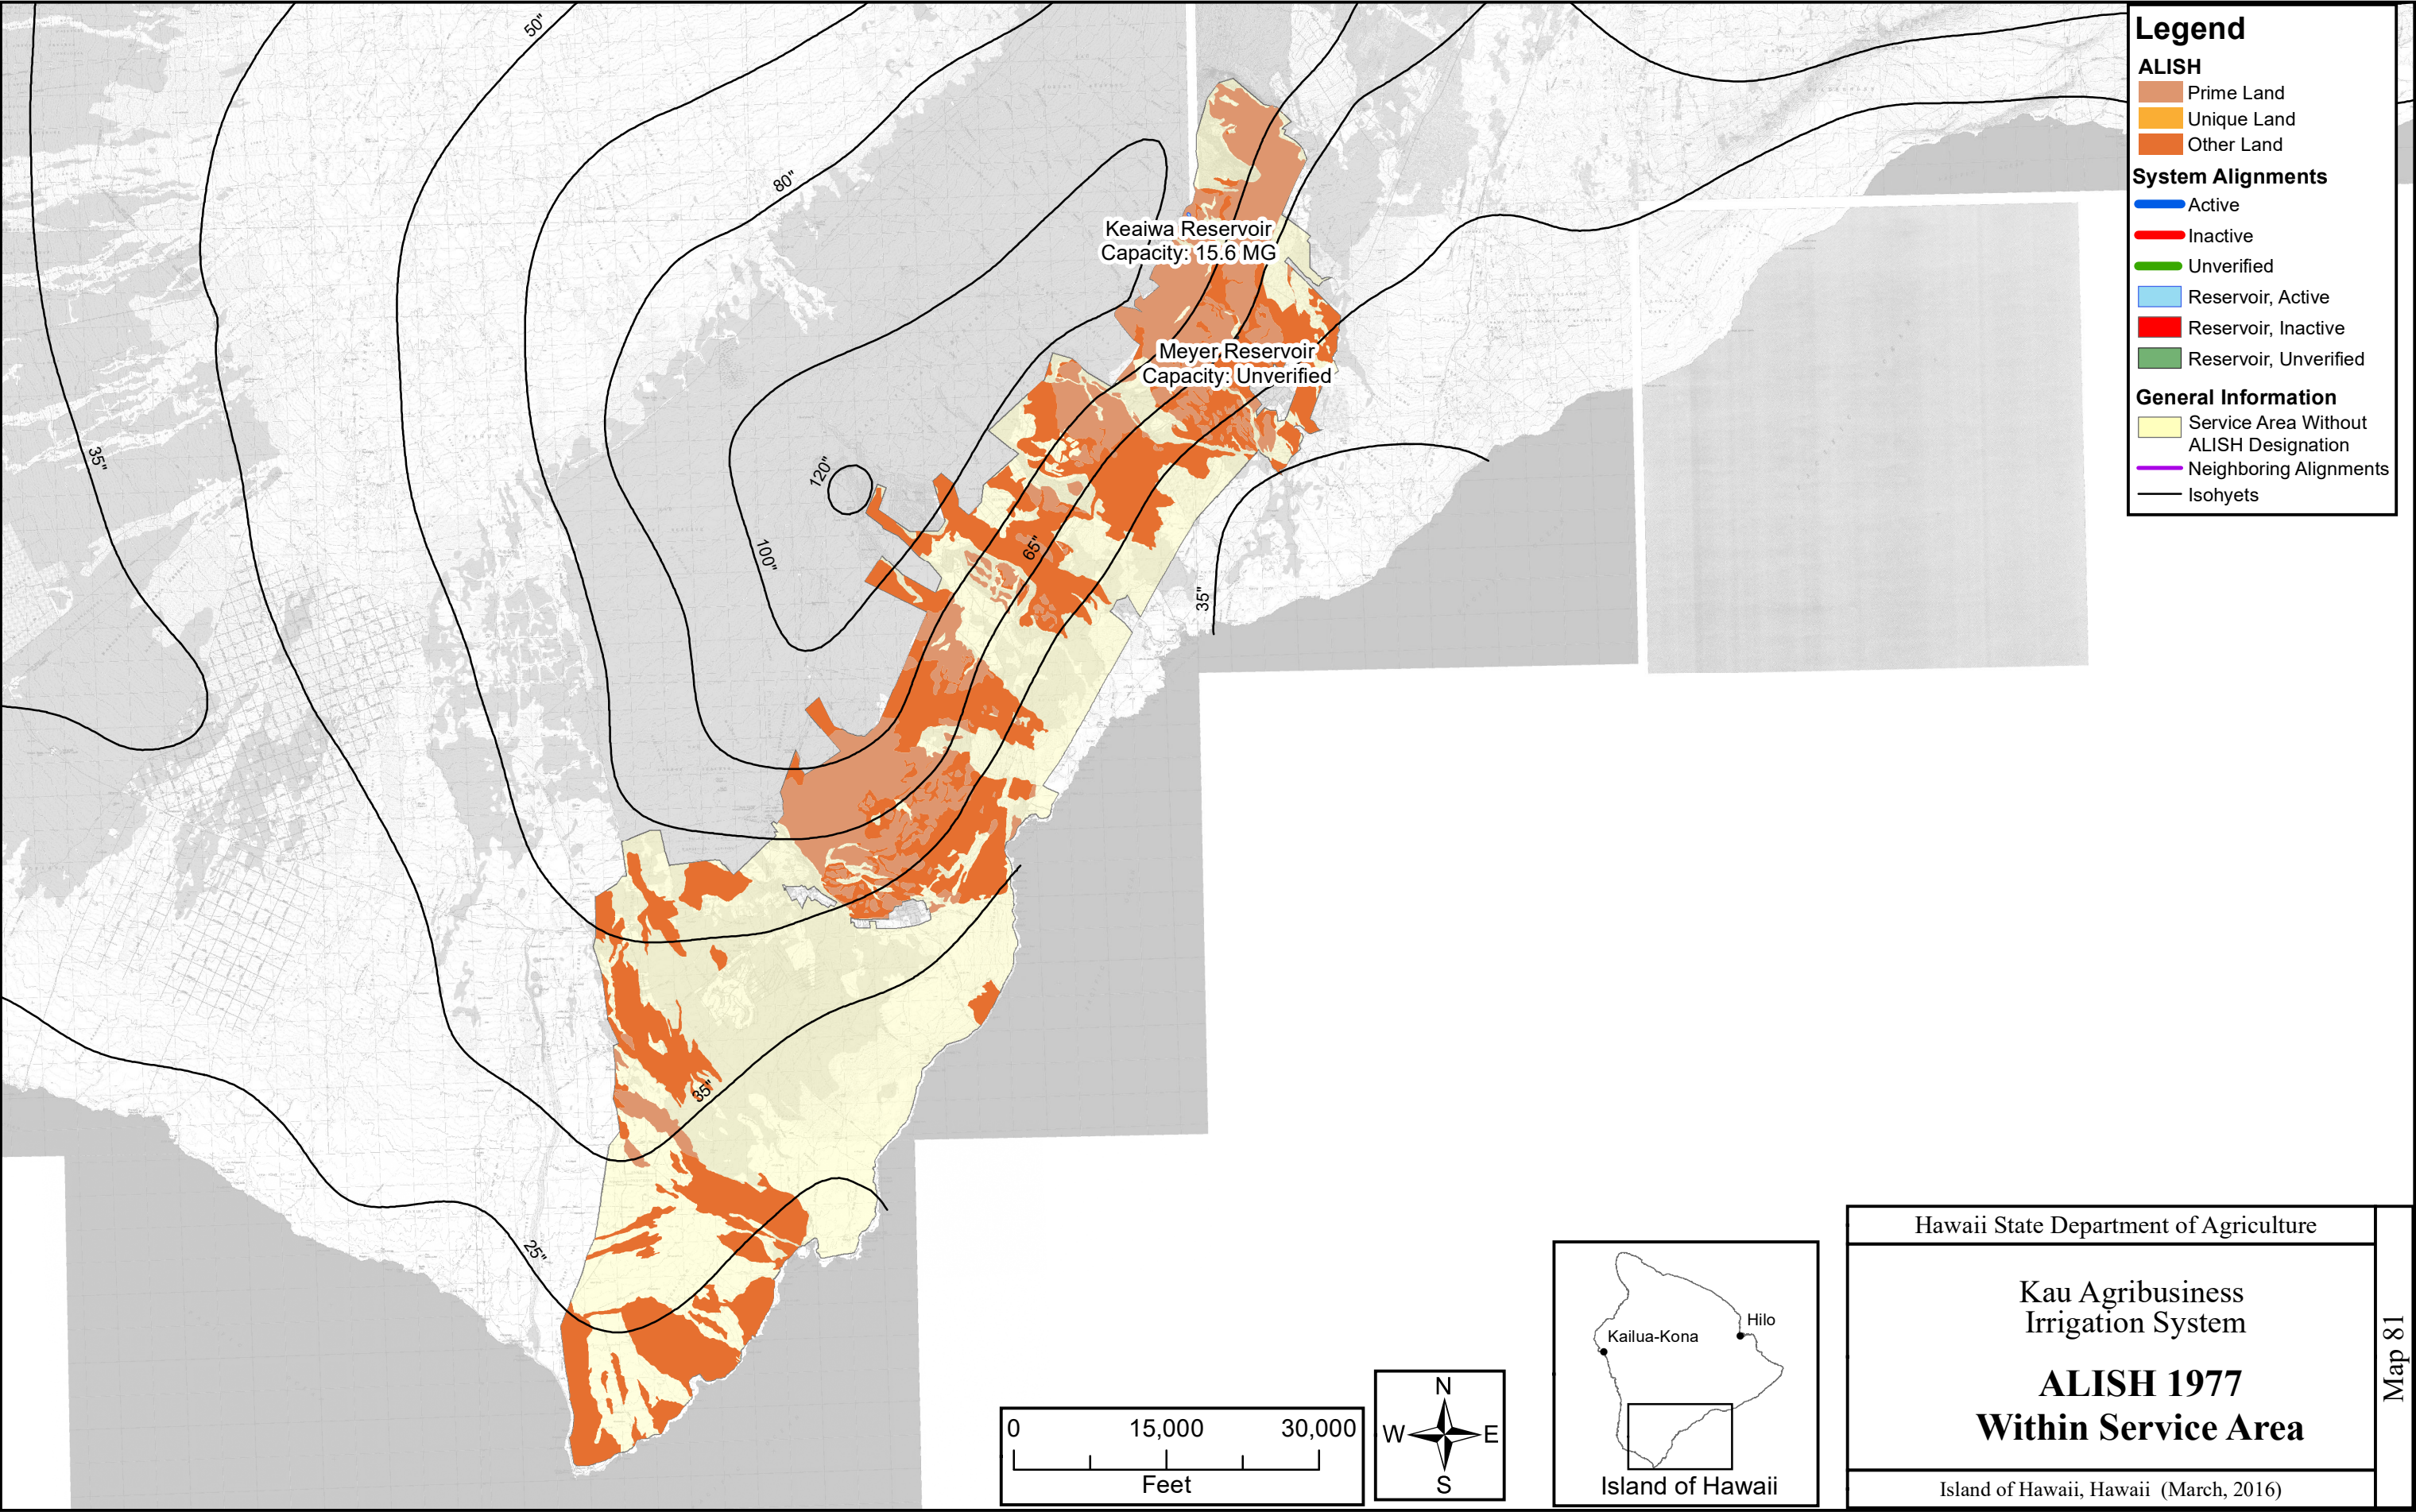 50"
80"
35"
120"
100"
65"
35"
35"
25"
Keaiwa Reservoir
Capacity: 15.6 MG
Meyer Reservoir
Capacity: Unverified
Legend
ALISH
Prime Land
Unique Land
Other Land
System Alignments
Active
Inactive
Unverified
Reservoir, Active
Reservoir, Inactive
Reservoir, Unverified
General Information
Service Area Without
ALISH Designation
Neighboring Alignments
Isohyets
0 15,000 30,000
Feet
N
W E
S
Hilo
Kailua-Kona
Island of Hawaii
Hawaii State Department of Agriculture
Kau Agribusiness
Irrigation System
ALISH 1977
Within Service Area
Island of Hawaii, Hawaii (March, 2016)
Map 81